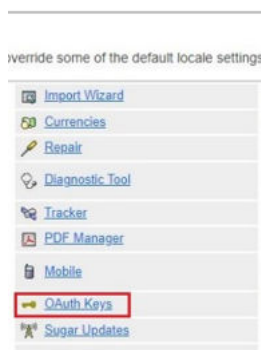 override some of the default locale settings
Import Wizard
Currencies
Repair
Diagnostic Tool
Tracker
PDF Manager
Mobile
OAuth Keys
Sugar Updates